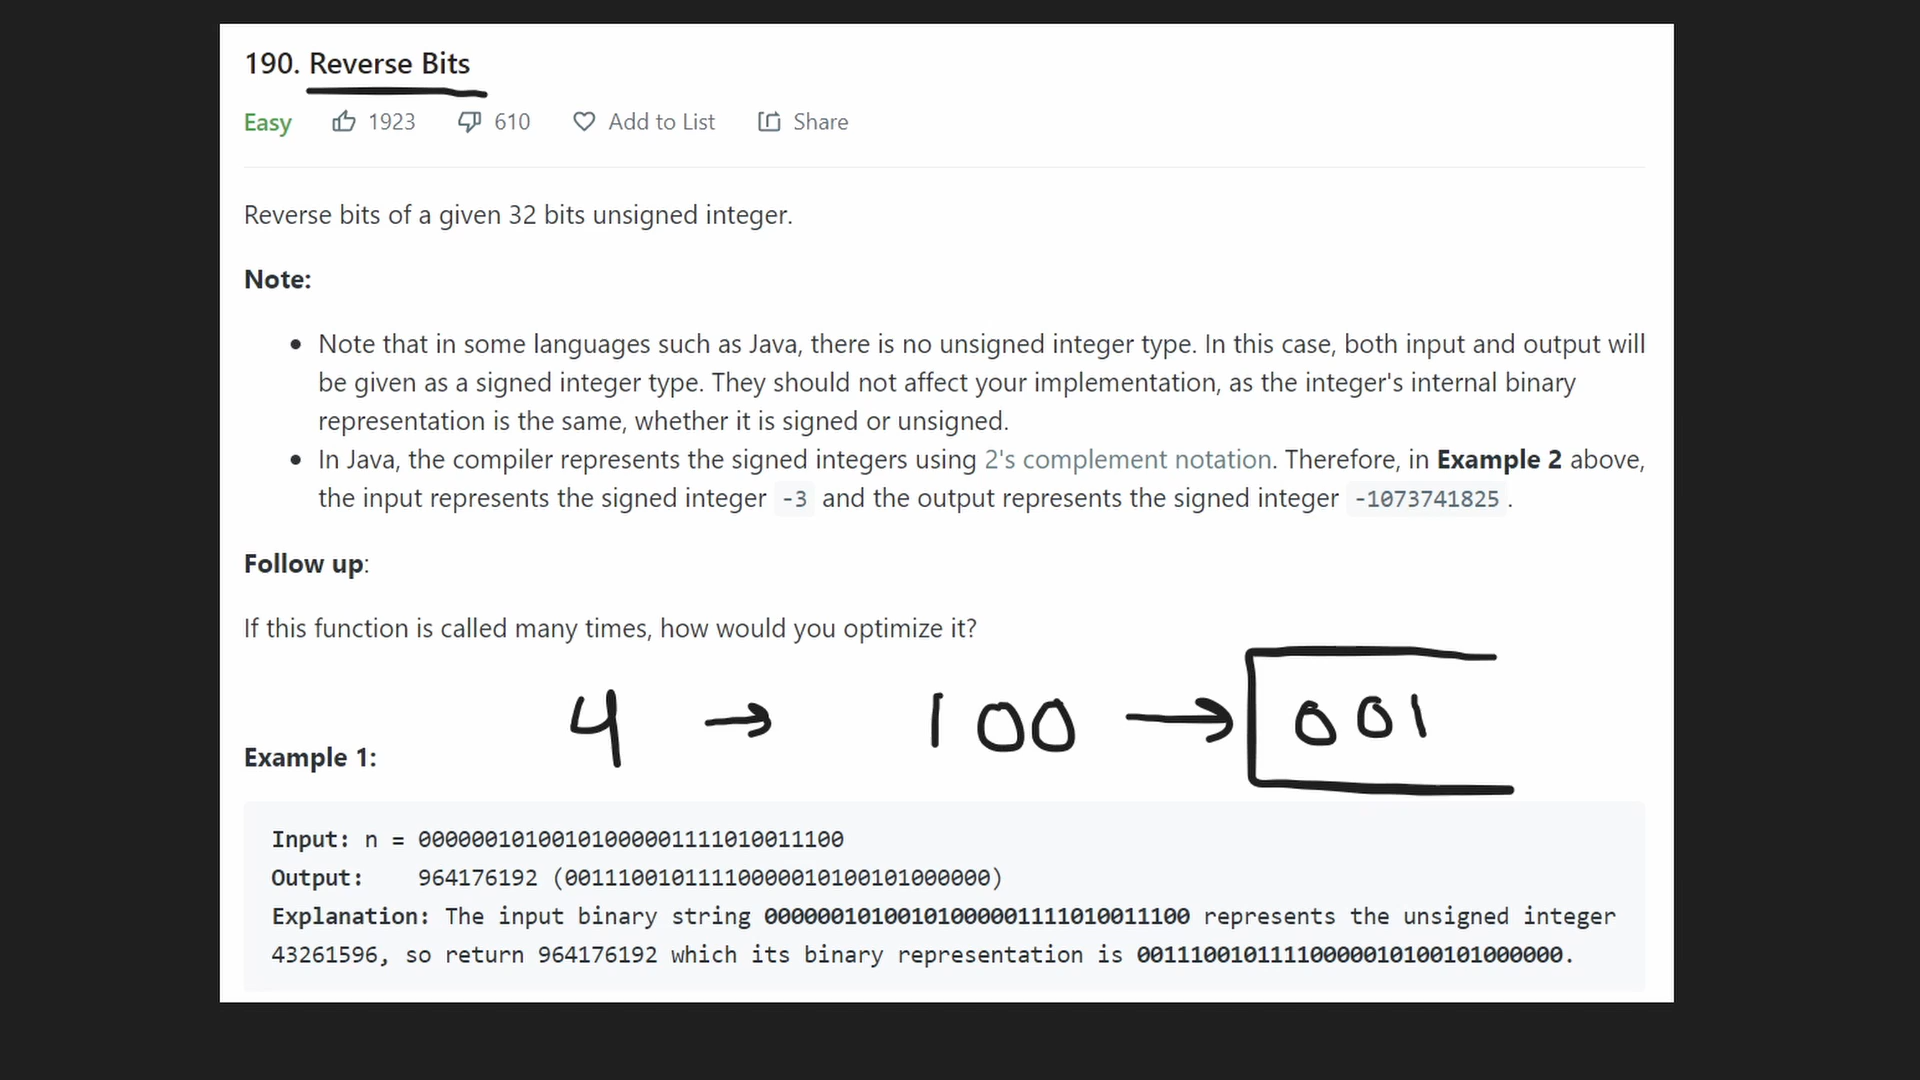 190. Reverse Bits
Easy 1923 610 Add to List Share
Reverse bits of a given 32 bits unsigned integer.
Note:
• Note that in some languages such as Java, there is no unsigned integer type. In this case, both input and output will
be given as a signed integer type. They should not affect your implementation, as the integer's internal binary
representation is the same, whether it is signed or unsigned.
• In Java, the compiler represents the signed integers using 2's complement notation. Therefore, in Example 2 above,
the input represents the signed integer -3 and the output represents the signed integer -1073741825.
Follow up:
If this function is called many times, how would you optimize it?
4 → 100 → 001
Example 1:
Input: n = 00000010100101000001111010011100
Output: 964176192 (00111001011110000010100101000000)
Explanation: The input binary string 00000010100101000001111010011100 represents the unsigned integer
43261596, so return 964176192 which its binary representation is 00111001011110000010100101000000.